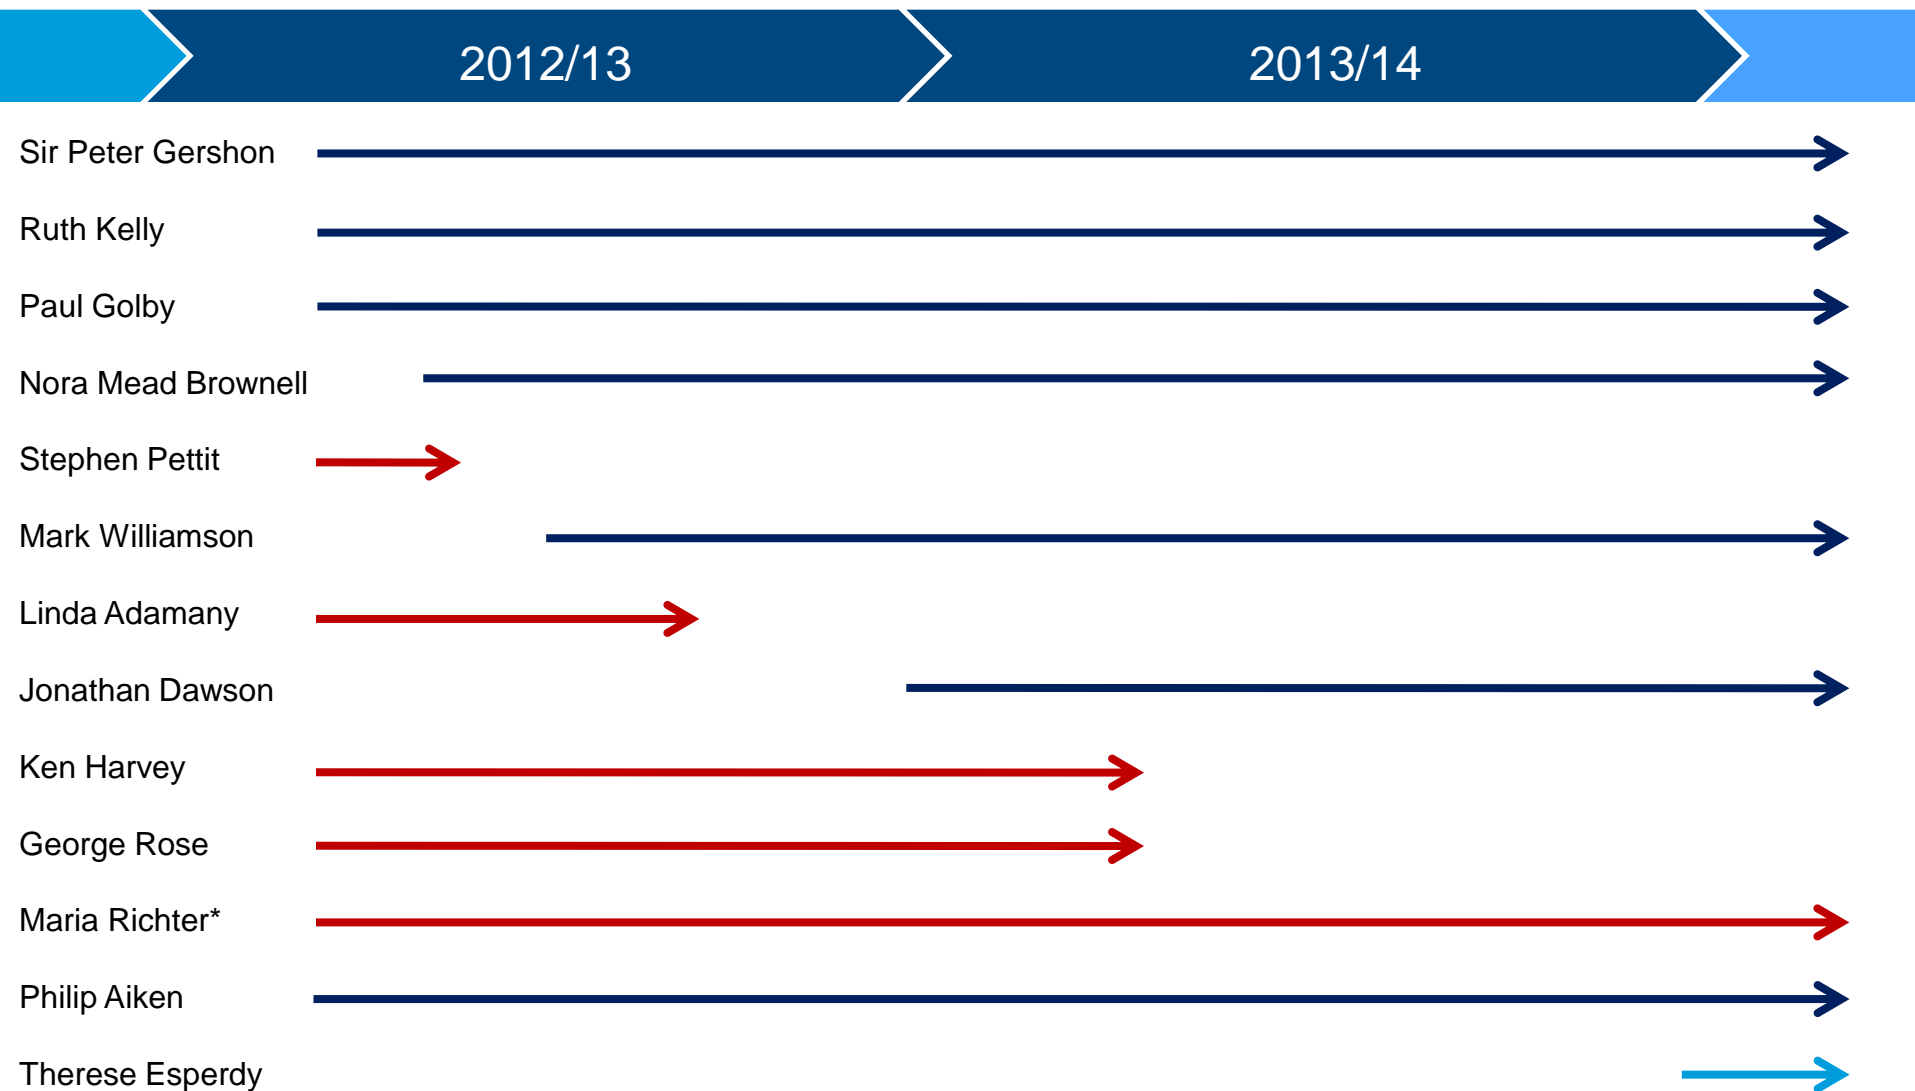 2012/13 2013/14
Sir Peter Gershon
Ruth Kelly
Paul Golby
Nora Mead Brownell
Stephen Pettit
Mark Williamson
Linda Adamany
Jonathan Dawson
Ken Harvey
George Rose
Maria Richter*
Philip Aiken
Therese Esperdy